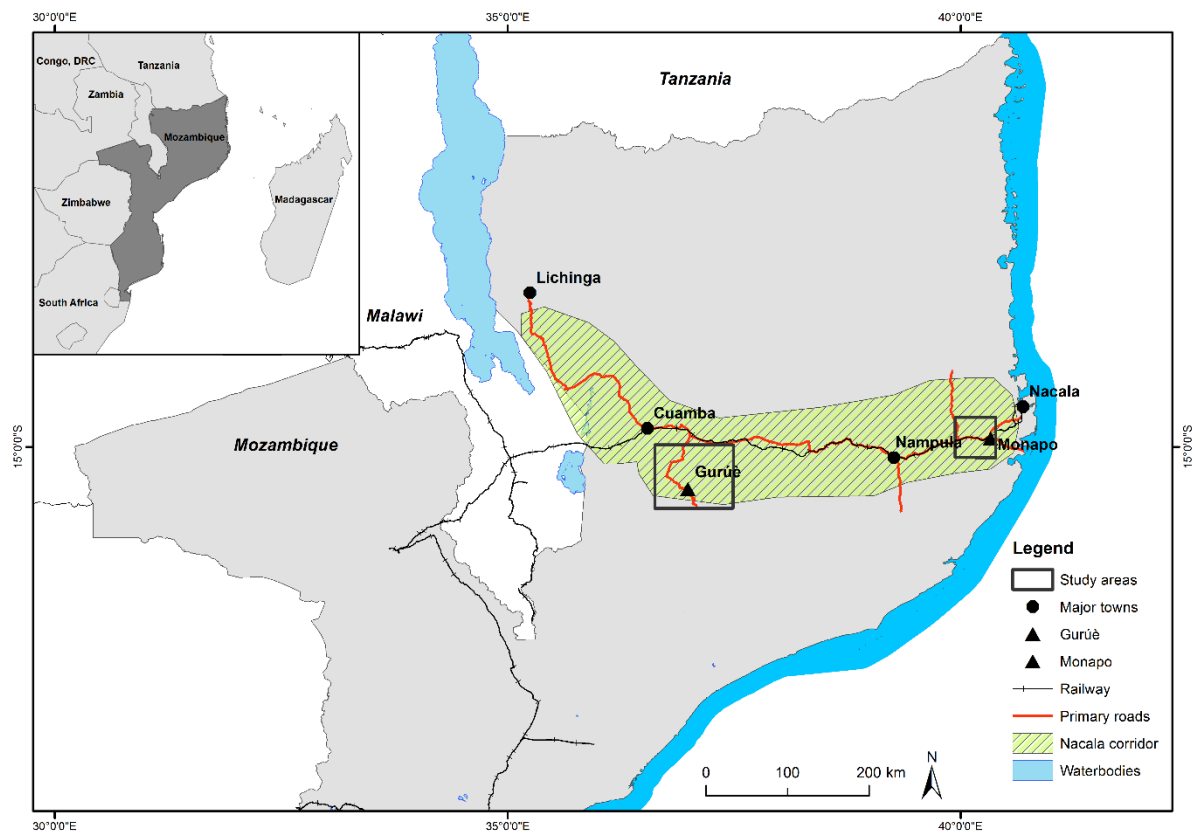 30°0'0"E
35°0'0"E
40°0'0"E
Congo, DRC
Tanzania
Zambia
Mozambique
Zimbabwe
Madagascar
South Africa
Tanzania
Lichinga
Malawi
Nacala
Cuamba
Mozambique
Nampula
Monapo
Gurúè
15°0'0"S
15°0'0"S
Legend
Study areas
Major towns
Gurúè
Monapo
Railway
Primary roads
Nacala corridor
Waterbodies
0 100 200 km
N
30°0'0"E
35°0'0"E
40°0'0"E